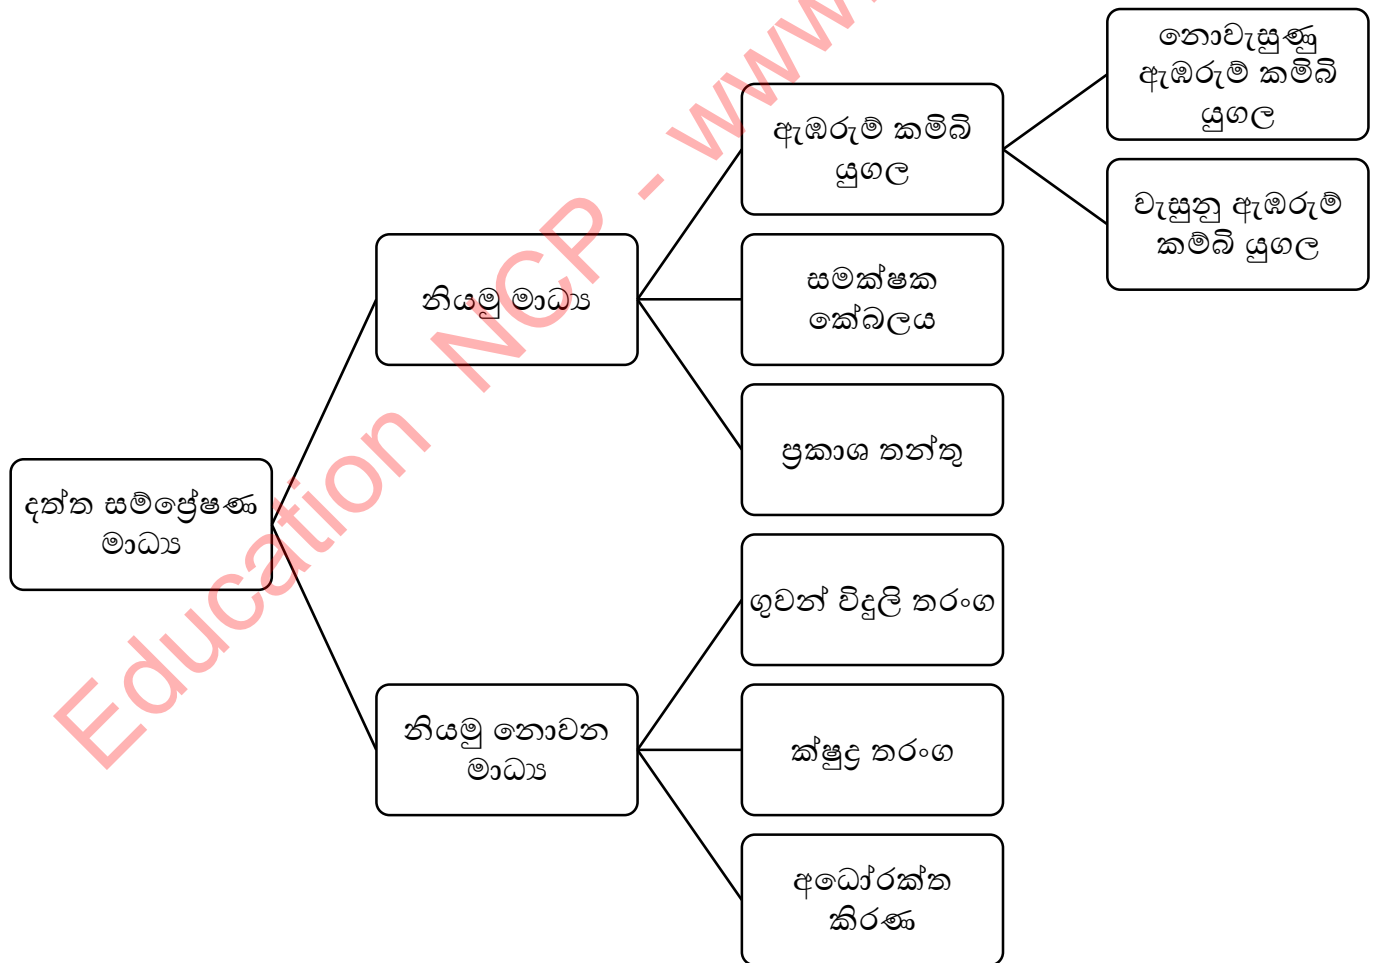 නොවැසුණු
ඇඹරුම් කමිබි
යුගල
ඇඹරුම් කමිබි
යුගල
වැසුනු ඇඹරුම්
කම්බි යුගල
නියමු මාධ්‍ය
සමක්ෂක
කේබලය
ප්‍රකාශ තන්තු
දත්ත සම්ප්‍රේෂණ
මාධ්‍ය
ගුවන් විදුලි තරංග
නියමු නොවන
මාධ්‍ය
ක්ෂුද්‍ර තරංග
අධෝරක්ත
කිරණ
Education NCP - www.